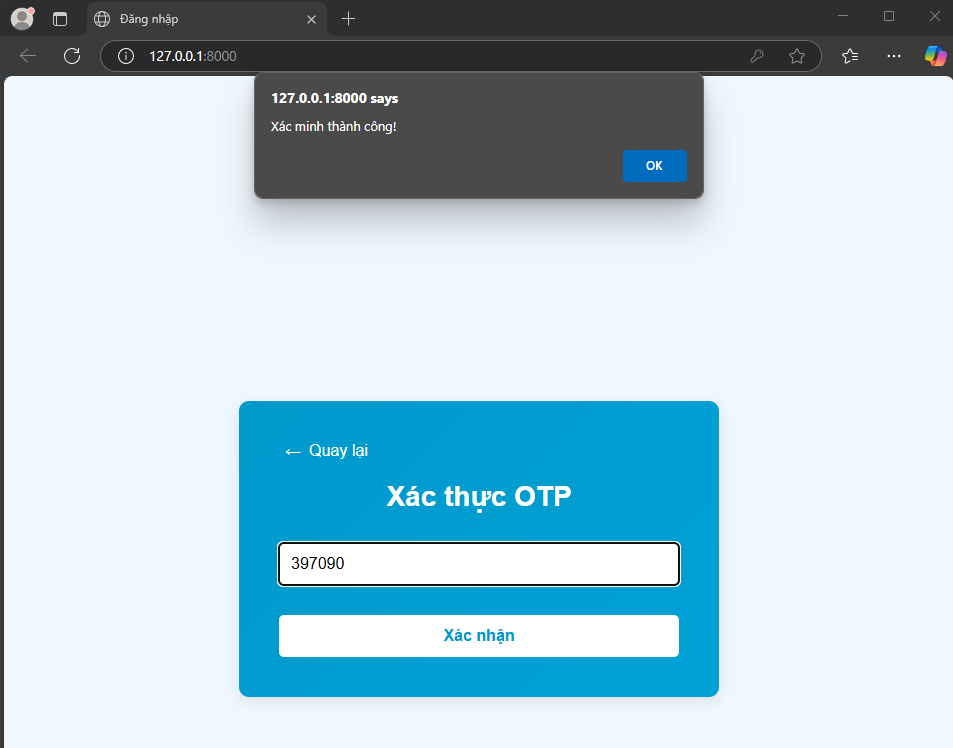 Đăng nhập
127.0.0.1:8000
127.0.0.1:8000 says
Xác minh thành công!
OK
← Quay lại
Xác thực OTP
397090
Xác nhận